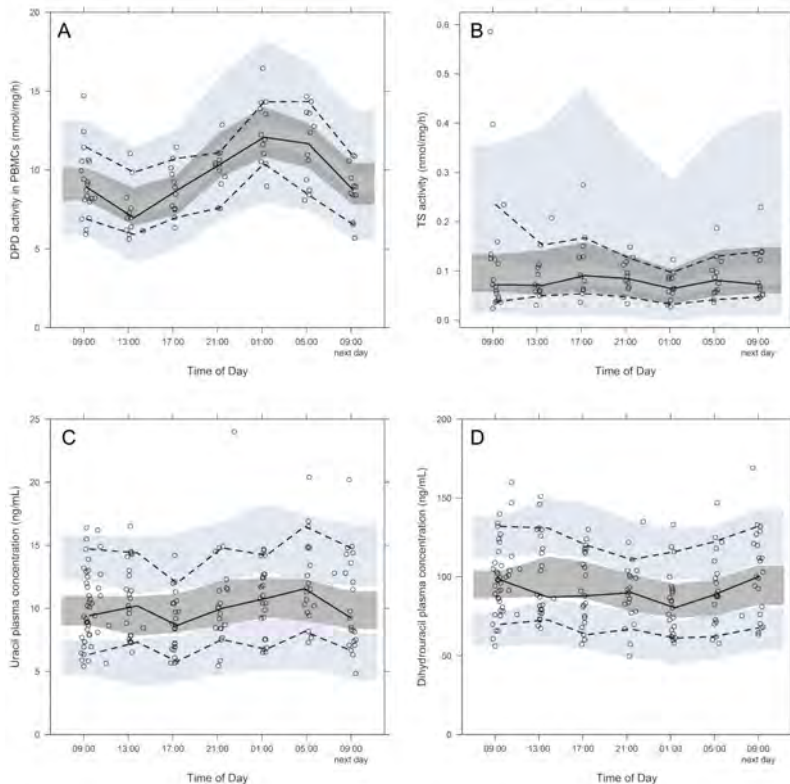 A
DPD activity in PBMCs (nmol/mg/h)
20
15
10
5
0
09:00 13:00 17:00 21:00 01:00 05:00 09:00
next day
Time of Day
B
TS activity (nmol/mg/h)
0.6
0.5
0.4
0.3
0.2
0.1
0.0
09:00 13:00 17:00 21:00 01:00 05:00 09:00
next day
Time of Day
C
Uracil plasma concentration (ng/mL)
25
20
15
10
5
0
09:00 13:00 17:00 21:00 01:00 05:00 09:00
next day
Time of Day
D
Dihydrouracil plasma concentration (ng/mL)
200
150
100
50
0
09:00 13:00 17:00 21:00 01:00 05:00 09:00
next day
Time of Day